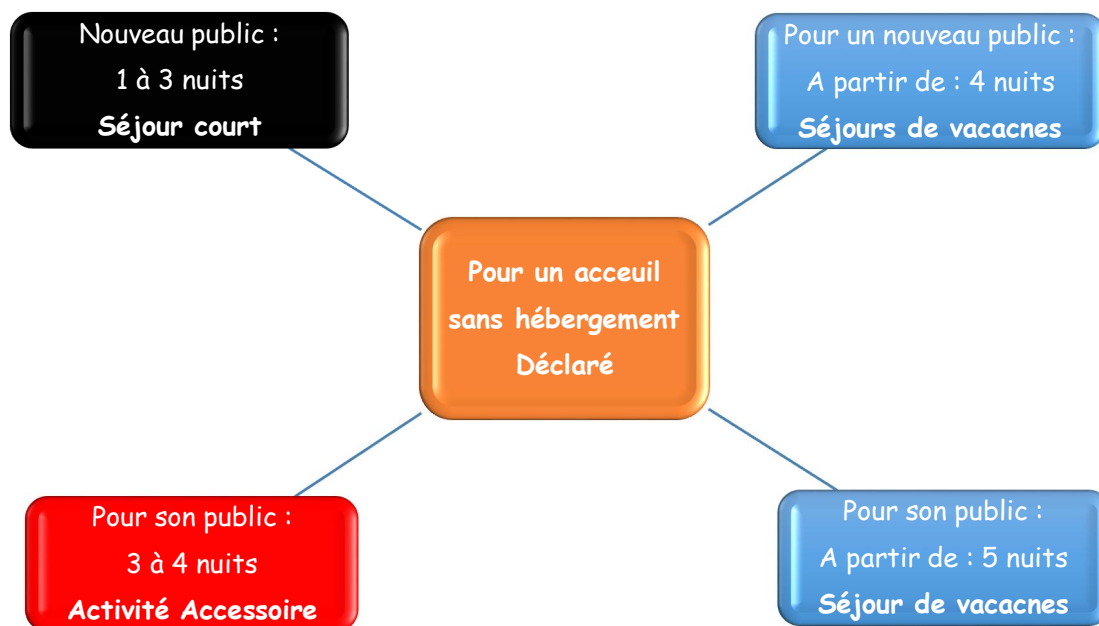 Nouveau public :
1 à 3 nuits
Séjour court
Pour un nouveau public :
A partir de : 4 nuits
Séjours de vacacnes
Pour un acceuil
sans hébergement
Déclaré
Pour son public :
3 à 4 nuits
Activité Accessoire
Pour son public :
A partir de : 5 nuits
Séjour de vacacnes